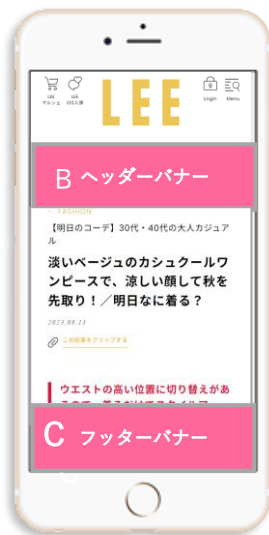 LEE
マルシェ
LEE
100人隊
LEE
Login
Menu
B ヘッダーバナー
← FASHION
【明日のコーデ】30代・40代の大人カジュア
ル
淡いベージュのカシュクールワ
ンピースで、涼しい顔して秋を
先取り！／明日なに着る？
2023.09.13
この記事をクリップする
ウエストの高い位置に切り替えがあ
C フッターバナー